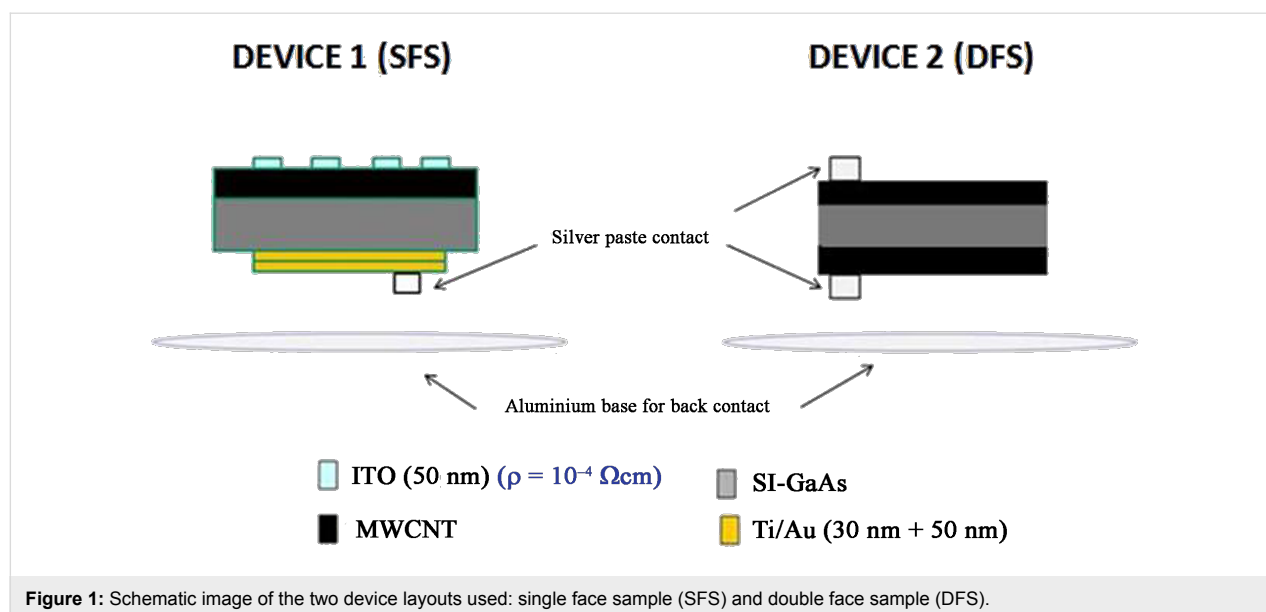 DEVICE 1 (SFS)
DEVICE 2 (DFS)
Silver paste contact
Aluminium base for back contact
ITO (50 nm) (ρ = 10⁻⁴ Ωcm)
SI-GaAs
MWCNT
Ti/Au (30 nm + 50 nm)
Figure 1: Schematic image of the two device layouts used: single face sample (SFS) and double face sample (DFS).